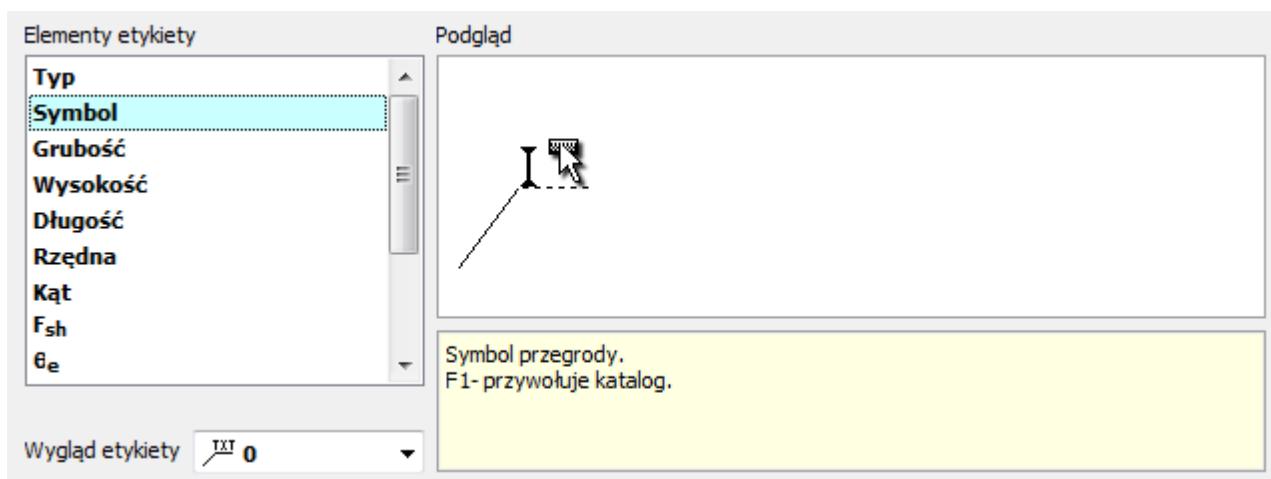 Elementy etykiety
Typ
Symbol
Grubość
Wysokość
Długość
Rzędna
Kąt
Fsh
θe
Wygląd etykiety TXT 0
Podgląd
Symbol przegrody.
F1- przywołuje katalog.